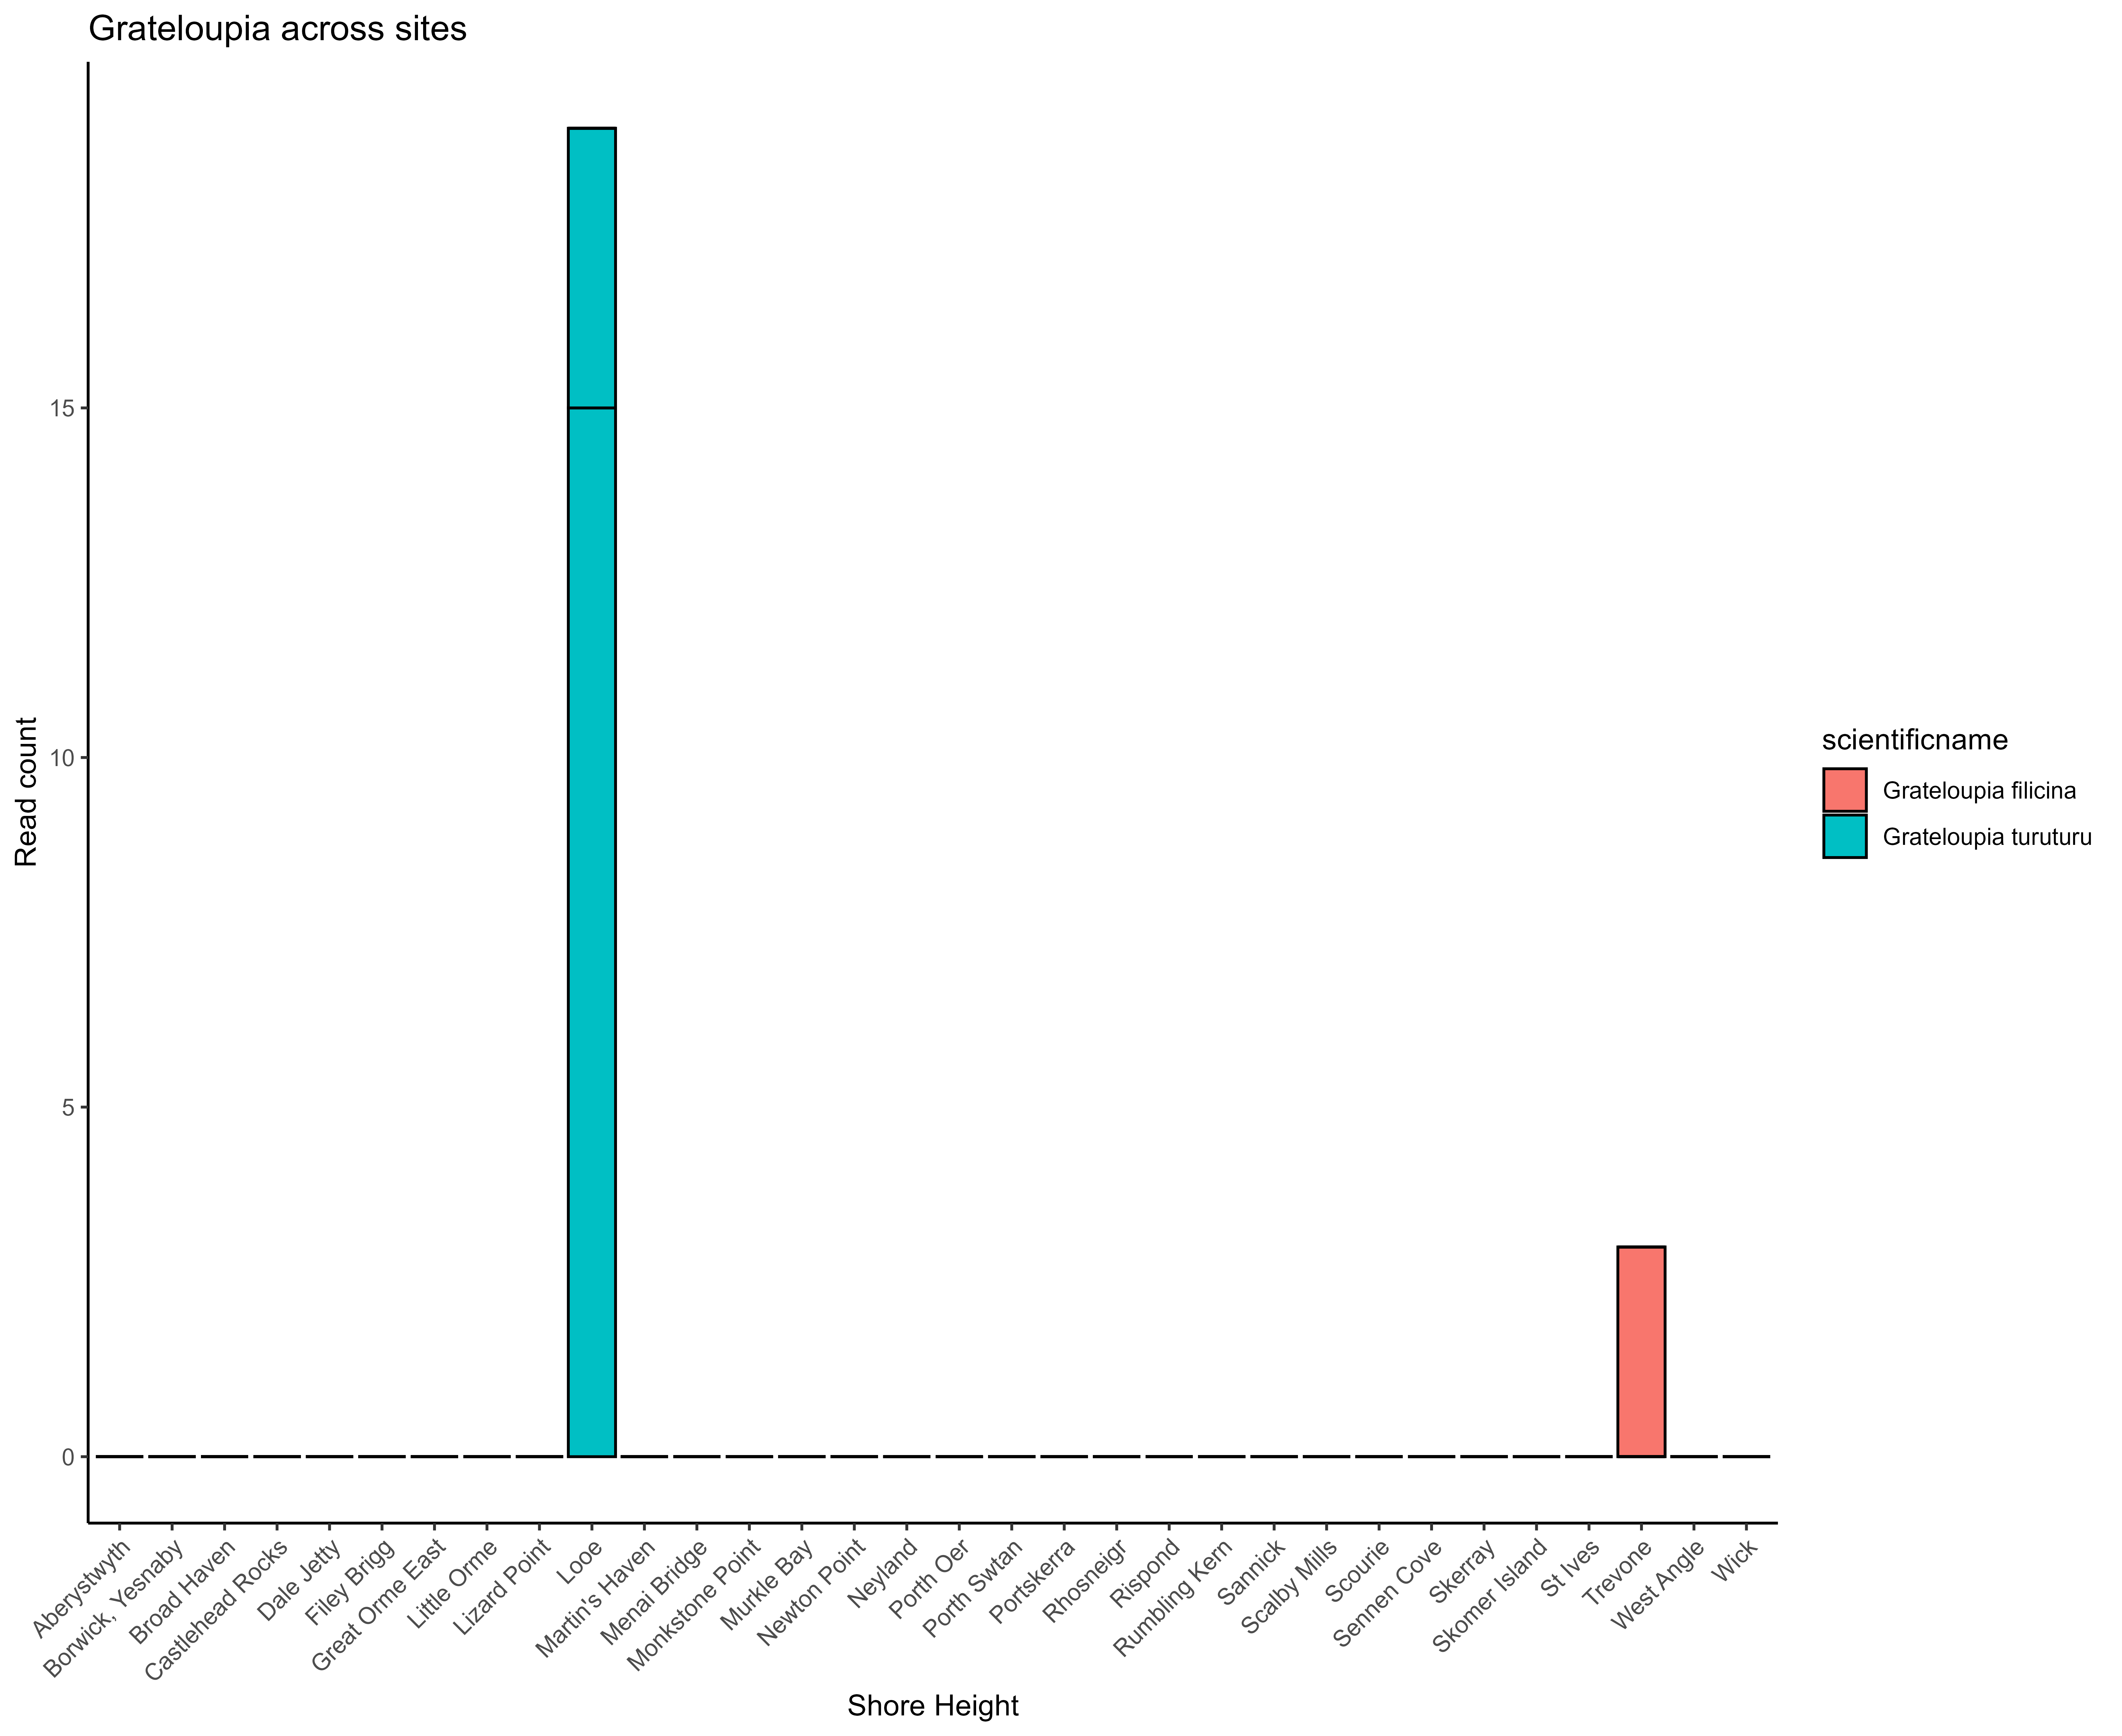 Grateloupia across sites
Read count
15
10
5
0
Aberystwyth
Borwick, Yesnaby
Broad Haven
Castlehead Rocks
Dale Jetty
Filey Brigg
Great Orme East
Little Orme
Lizard Point
Looe
Martin's Haven
Menai Bridge
Monkstone Point
Murkle Bay
Newton Point
Neyland
Porth Oer
Porth Swtan
Portskerra
Rhosneigr
Rispond
Rumbling Kern
Sannick
Scalby Mills
Scourie
Sennen Cove
Skerray
Skomer Island
St Ives
Trevone
West Angle
Wick
Shore Height
scientificname
Grateloupia filicina
Grateloupia turuturu